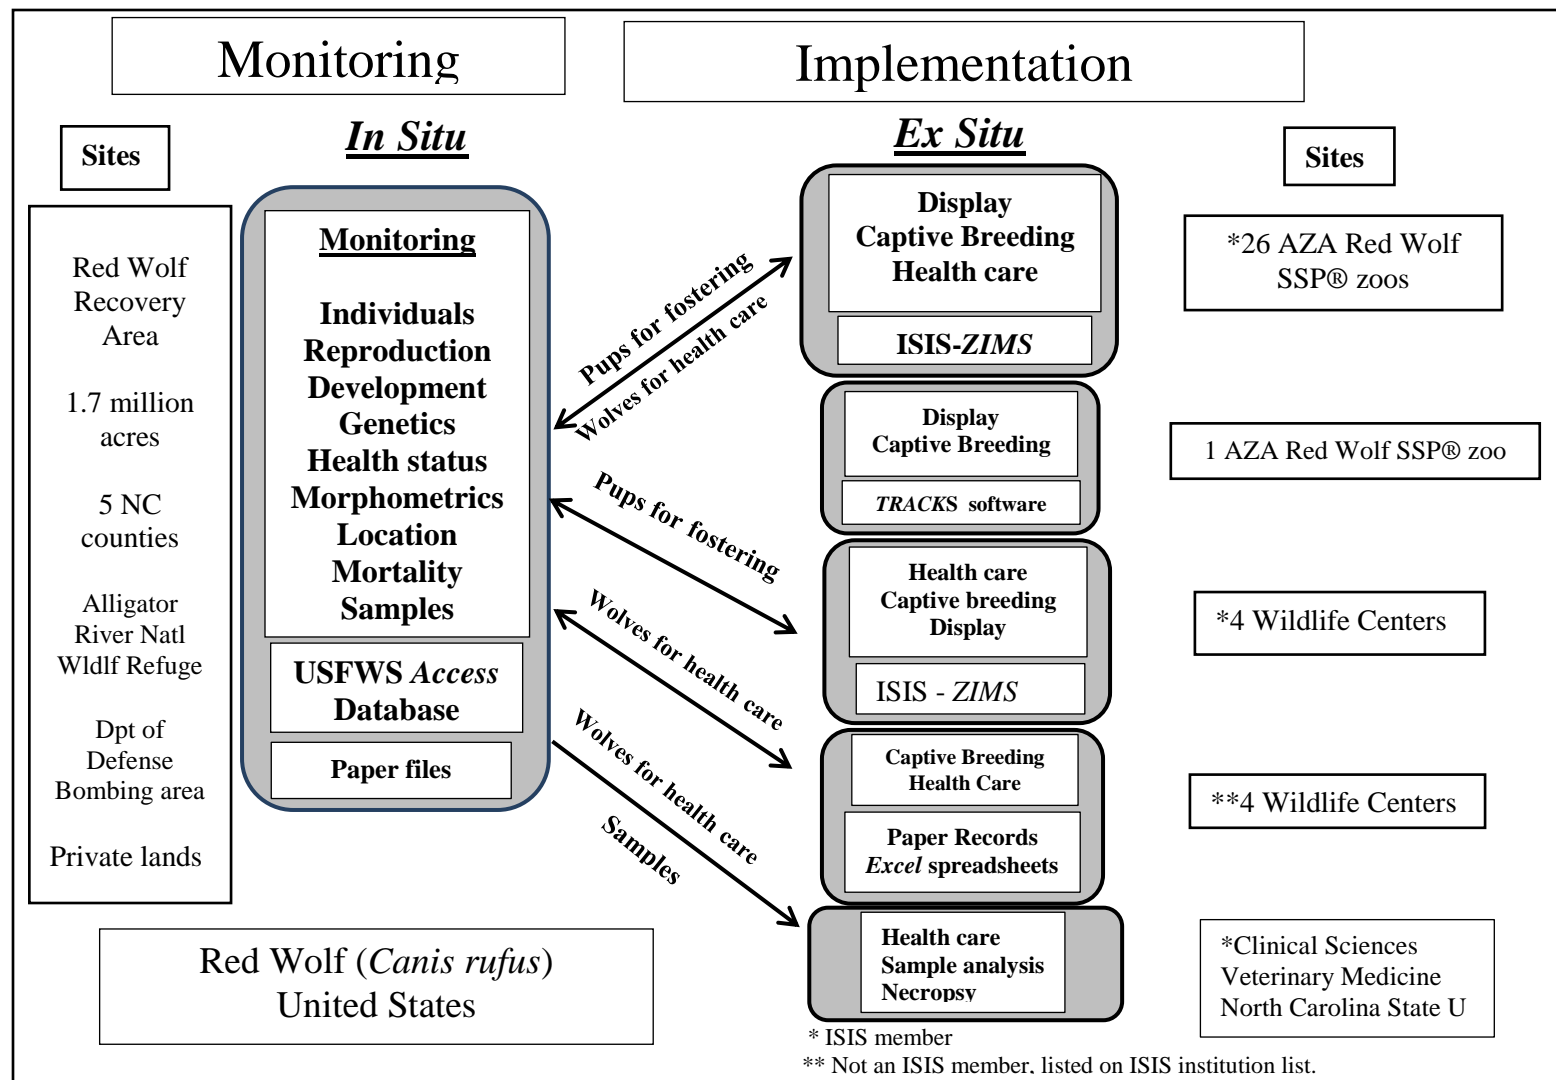 Monitoring
Implementation
Sites
In Situ
Ex Situ
Sites
Red Wolf
Recovery
Area
1.7 million
acres
5 NC
counties
Alligator
River Natl
Wldlf Refuge
Dpt of
Defense
Bombing area
Private lands
Monitoring
Individuals
Reproduction
Development
Genetics
Health status
Morphometrics
Location
Mortality
Samples
USFWS Access
Database
Paper files
Pups for fostering
Wolves for health care
Pups for fostering
Wolves for health care
Wolves for health care
Samples
Display
Captive Breeding
Health care
ISIS-ZIMS
Display
Captive Breeding
TRACKS software
Health care
Captive breeding
Display
ISIS - ZIMS
Captive Breeding
Health Care
Paper Records
Excel spreadsheets
Health care
Sample analysis
Necropsy
*26 AZA Red Wolf
SSP® zoos
1 AZA Red Wolf SSP® zoo
*4 Wildlife Centers
**4 Wildlife Centers
*Clinical Sciences
Veterinary Medicine
North Carolina State U
Red Wolf (Canis rufus)
United States
* ISIS member
** Not an ISIS member, listed on ISIS institution list.